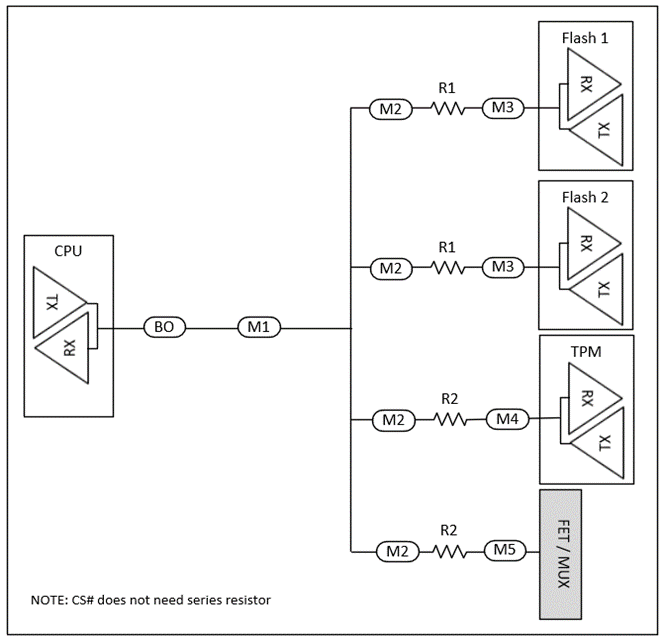 Flash 1
R1
M2
M3
RX
TX
Flash 2
R1
M2
M3
RX
TX
CPU
TX
RX
BO
M1
TPM
R2
M2
M4
RX
TX
R2
M2
M5
FET / MUX
NOTE: CS# does not need series resistor